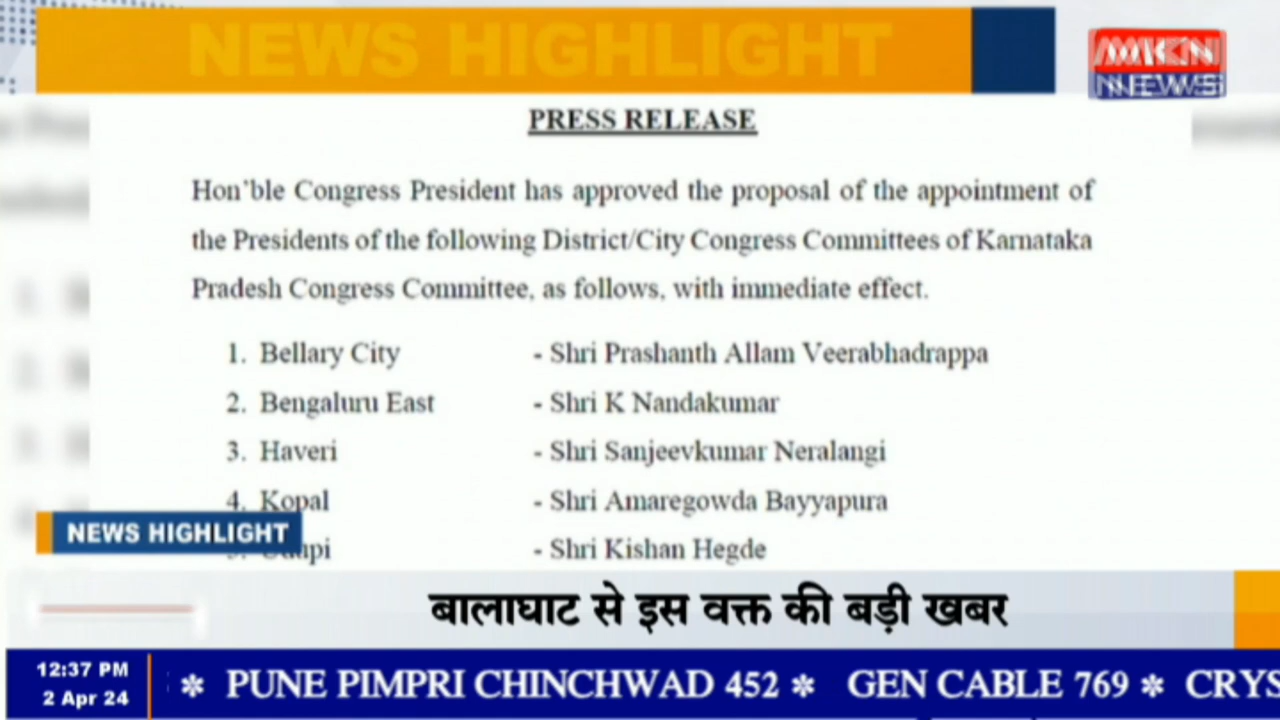 NEWS HIGHLIGHT
NEWS
PRESS RELEASE
Hon'ble Congress President has approved the proposal of the appointment of
the Presidents of the following District/City Congress Committees of Karnataka
Pradesh Congress Committee, as follows, with immediate effect.
1. Bellary City - Shri Prashanth Allam Veerabhadrappa
2. Bengaluru East - Shri K Nandakumar
3. Haveri - Shri Sanjeevkumar Neralangi
4. Kopal - Shri Amaregowda Bayyapura
- Shri Kishan Hegde
NEWS HIGHLIGHT
बालाघाट से इस वक्त की बड़ी खबर
12:37 PM
2 Apr 24
* PUNE PIMPRI CHINCHWAD 452 * GEN CABLE 769 * CRYS